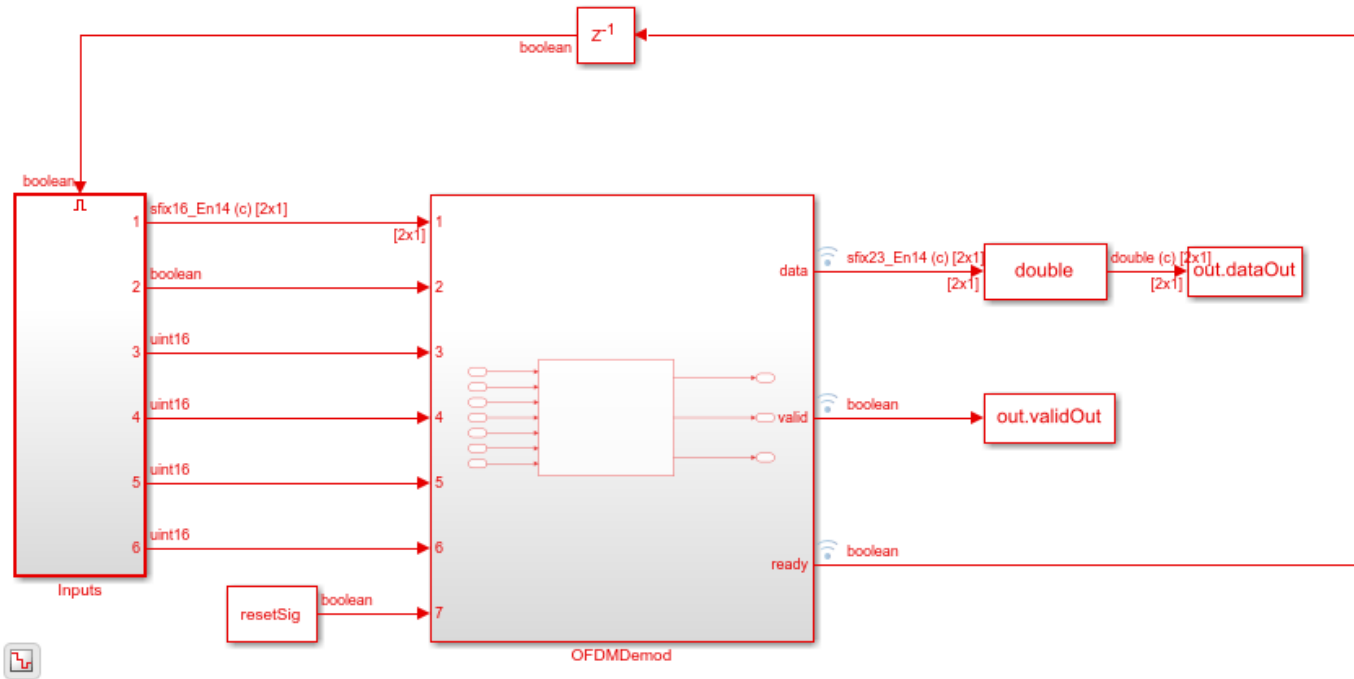 z-1
boolean
boolean
1 sfix16_En14 (c) [2x1] [2x1] 1
2 boolean 2
3 uint16 3
4 uint16 4
5 uint16 5
6 uint16 6
Inputs
resetSig boolean 7
data sfix23_En14 (c) [2x1] [2x1] double double (c) [2x1] [2x1] out.dataOut
valid boolean out.validOut
ready boolean
OFDMDemod